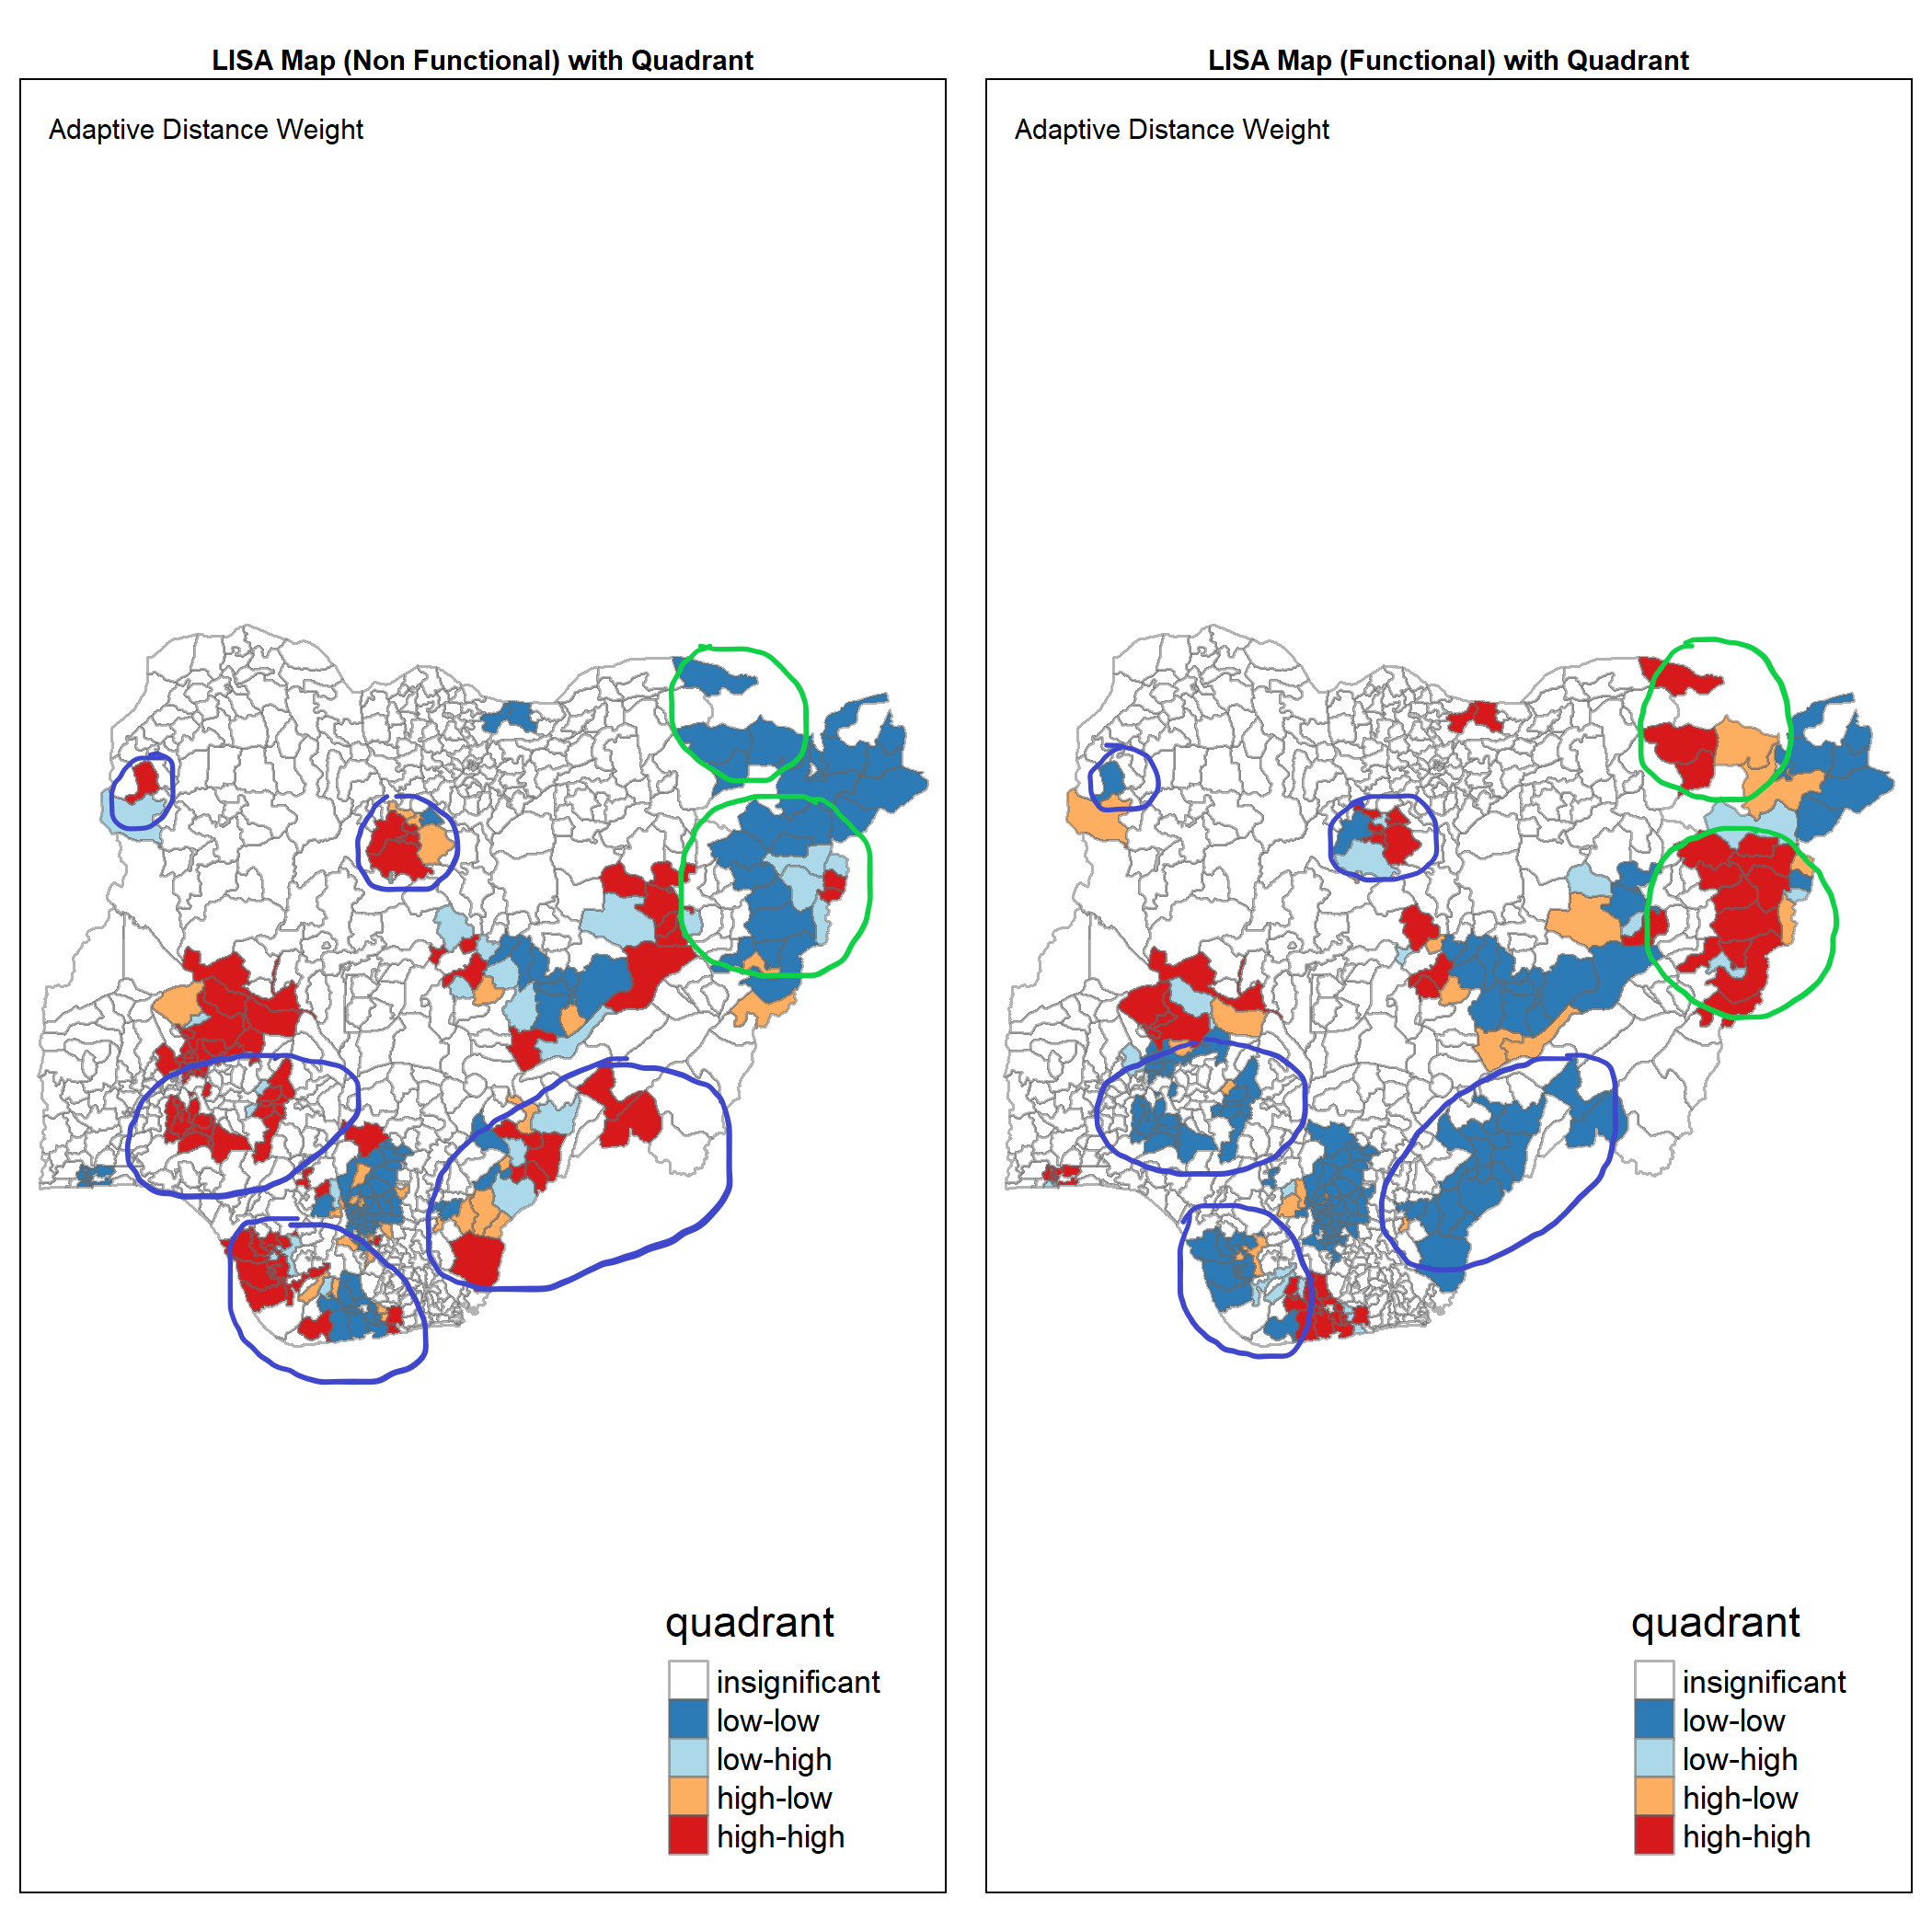 LISA Map (Non Functional) with Quadrant
Adaptive Distance Weight
quadrant
insignificant
low-low
low-high
high-low
high-high
LISA Map (Functional) with Quadrant
Adaptive Distance Weight
quadrant
insignificant
low-low
low-high
high-low
high-high